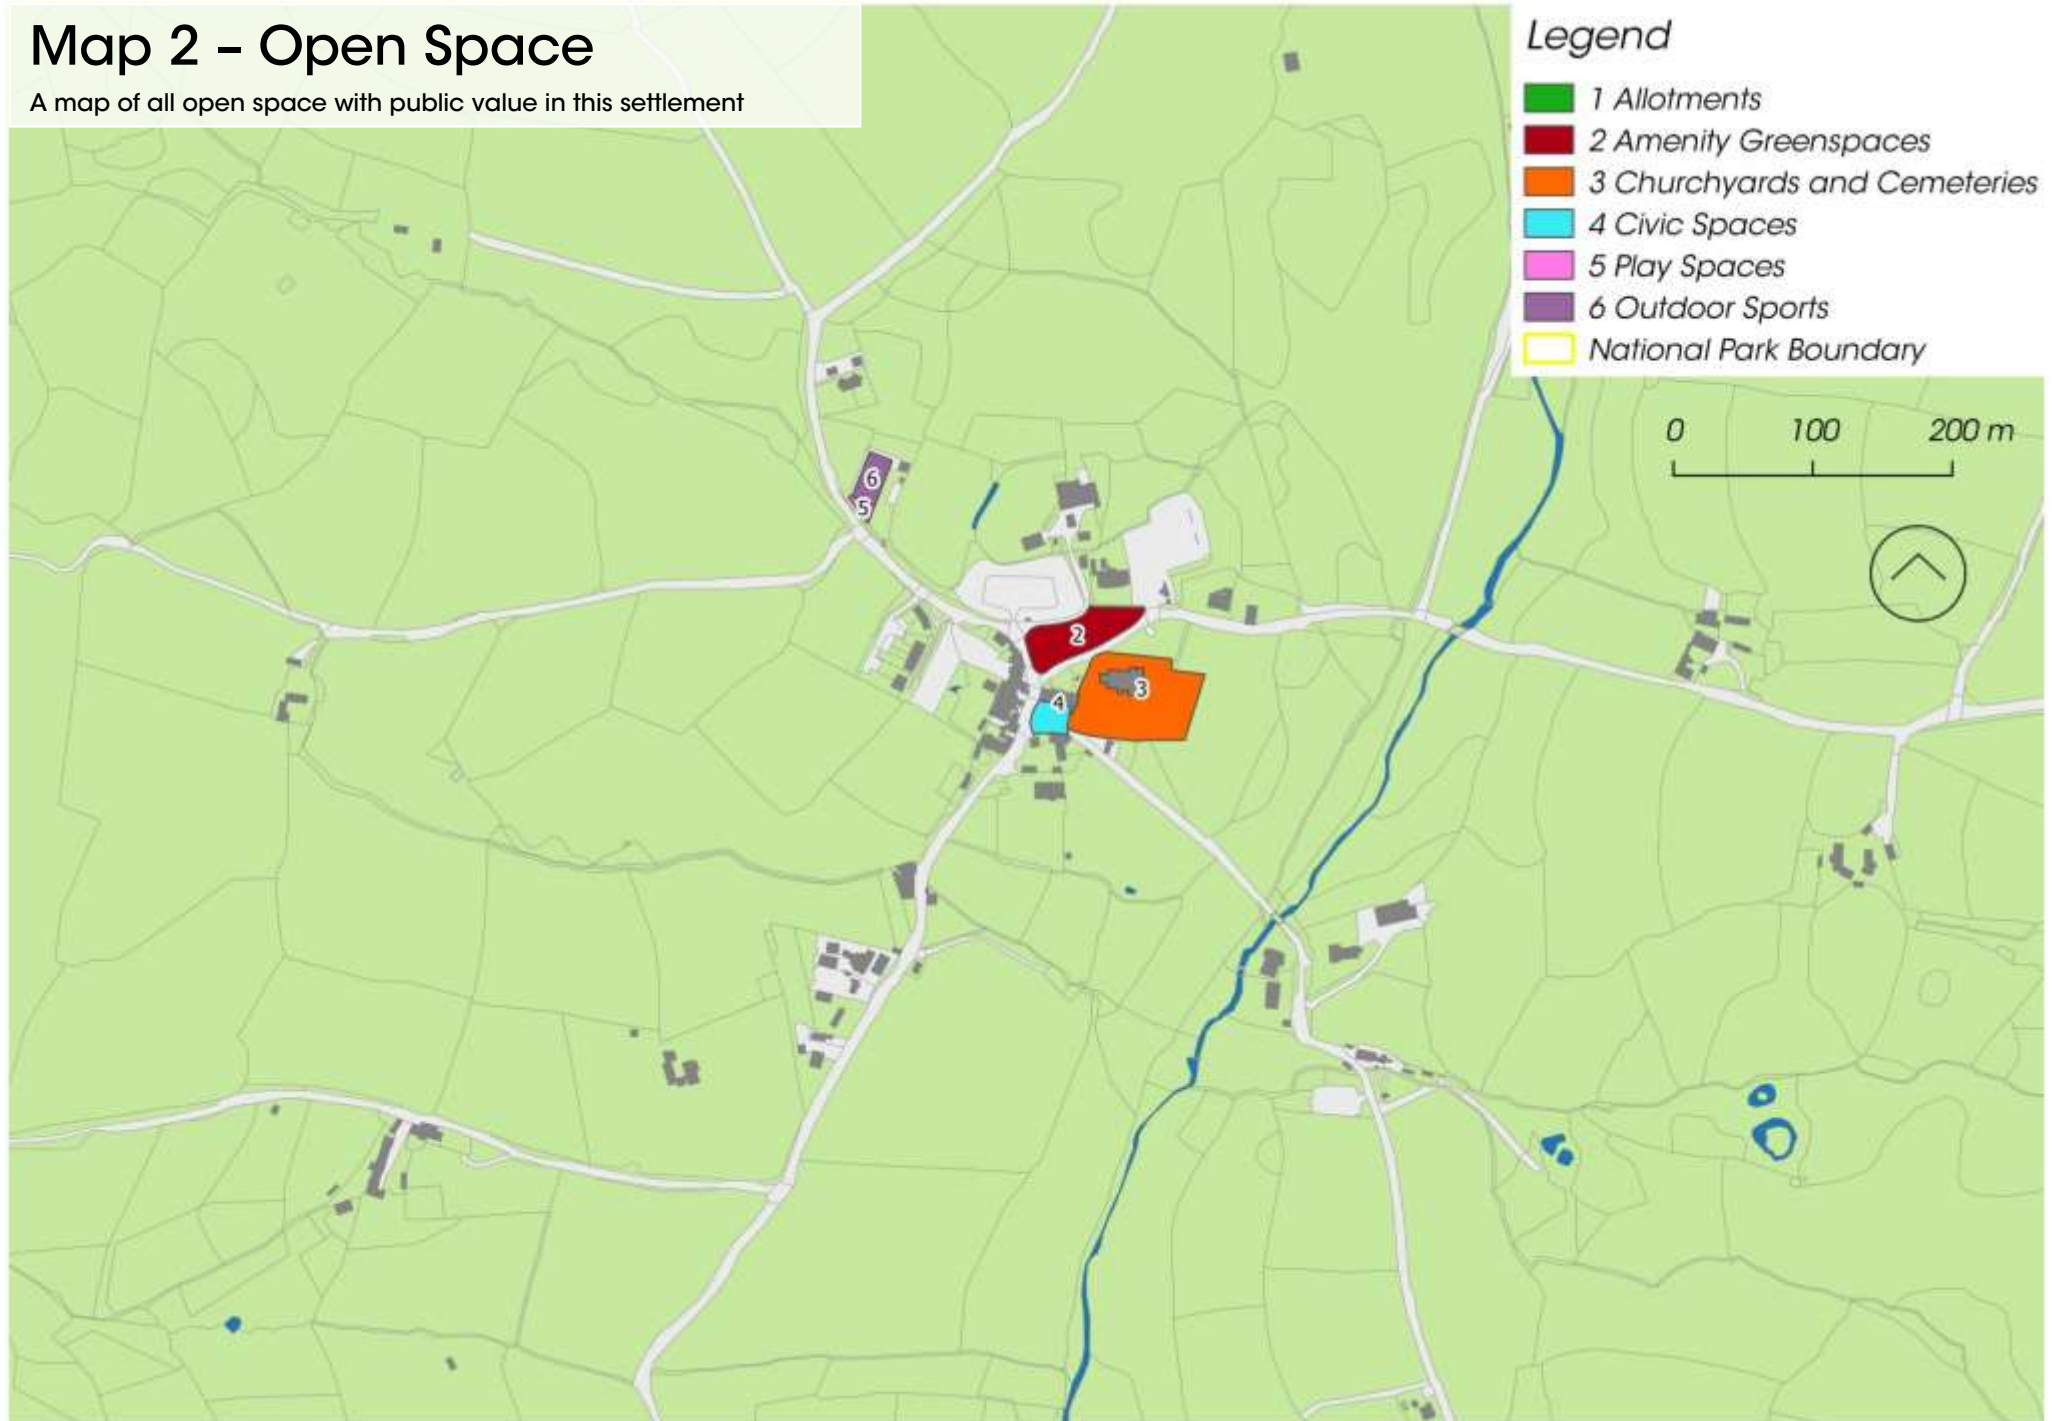 Map 2 – Open Space
A map of all open space with public value in this settlement
Legend
1 Allotments
2 Amenity Greenspaces
3 Churchyards and Cemeteries
4 Civic Spaces
5 Play Spaces
6 Outdoor Sports
National Park Boundary
0 100 200 m
6
5
2
3
4